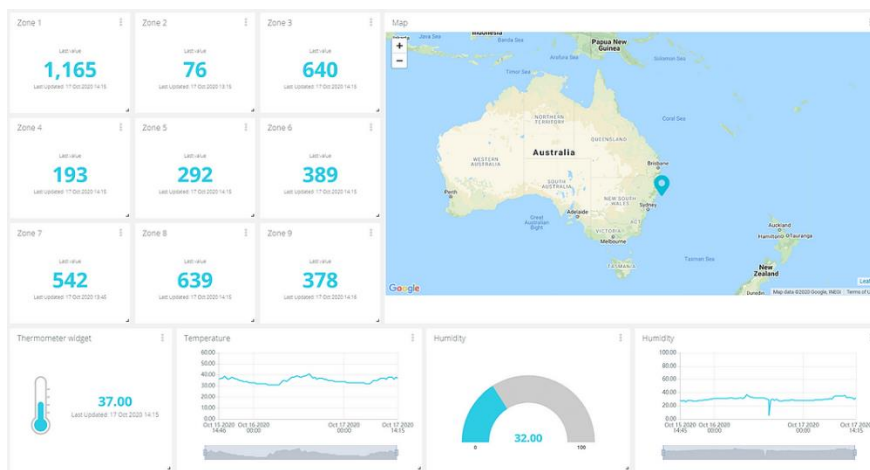 Zone 1
Last value
1,165
Last Updated: 17 Oct 2020 14:15
Zone 2
Last value
76
Last Updated: 17 Oct 2020 13:15
Zone 3
Last value
640
Last Updated: 17 Oct 2020 14:15
Zone 4
Last value
193
Last Updated: 17 Oct 2020 14:15
Zone 5
Last value
292
Last Updated: 17 Oct 2020 14:15
Zone 6
Last value
389
Last Updated: 17 Oct 2020 14:15
Zone 7
Last value
542
Last Updated: 17 Oct 2020 13:45
Zone 8
Last value
639
Last Updated: 17 Oct 2020 14:15
Zone 9
Last value
378
Last Updated: 17 Oct 2020 14:15
Map
+
−
Java Sea
Banda Sea
Papua New
Guinea
Arafura Sea
Solomon Sea
Timor Sea
NORTHERN
TERRITORY
Coral Sea
QUEENSLAND
WESTERN
AUSTRALIA
Australia
Brisbane
SOUTH
AUSTRALIA
Perth
NEW SOUTH
WALES
Sydney
Adelaide
Great
Australian
Bight
ACT
VICTORIA
Melbourne
Auckland
Hamilton
Tauranga
Tasman Sea
TASMANIA
New
Zealand
Google
Map data ©2020 Google, INEGI
Terms of
Thermometer widget
37.00
Last Updated: 17 Oct 2020 14:15
Temperature
60.00
50.00
40.00
30.00
20.00
10.00
0.00
Oct 15 2020 Oct 16 2020 Oct 17 2020 Oct 17 2020
14:45 00:00 00:00 14:15
Humidity
0
32.00
100
Humidity
100.00
80.00
60.00
40.00
20.00
0.00
Oct 15 2020 Oct 16 2020 Oct 17 2020 Oct 17 2020
14:45 00:00 00:00 14:15